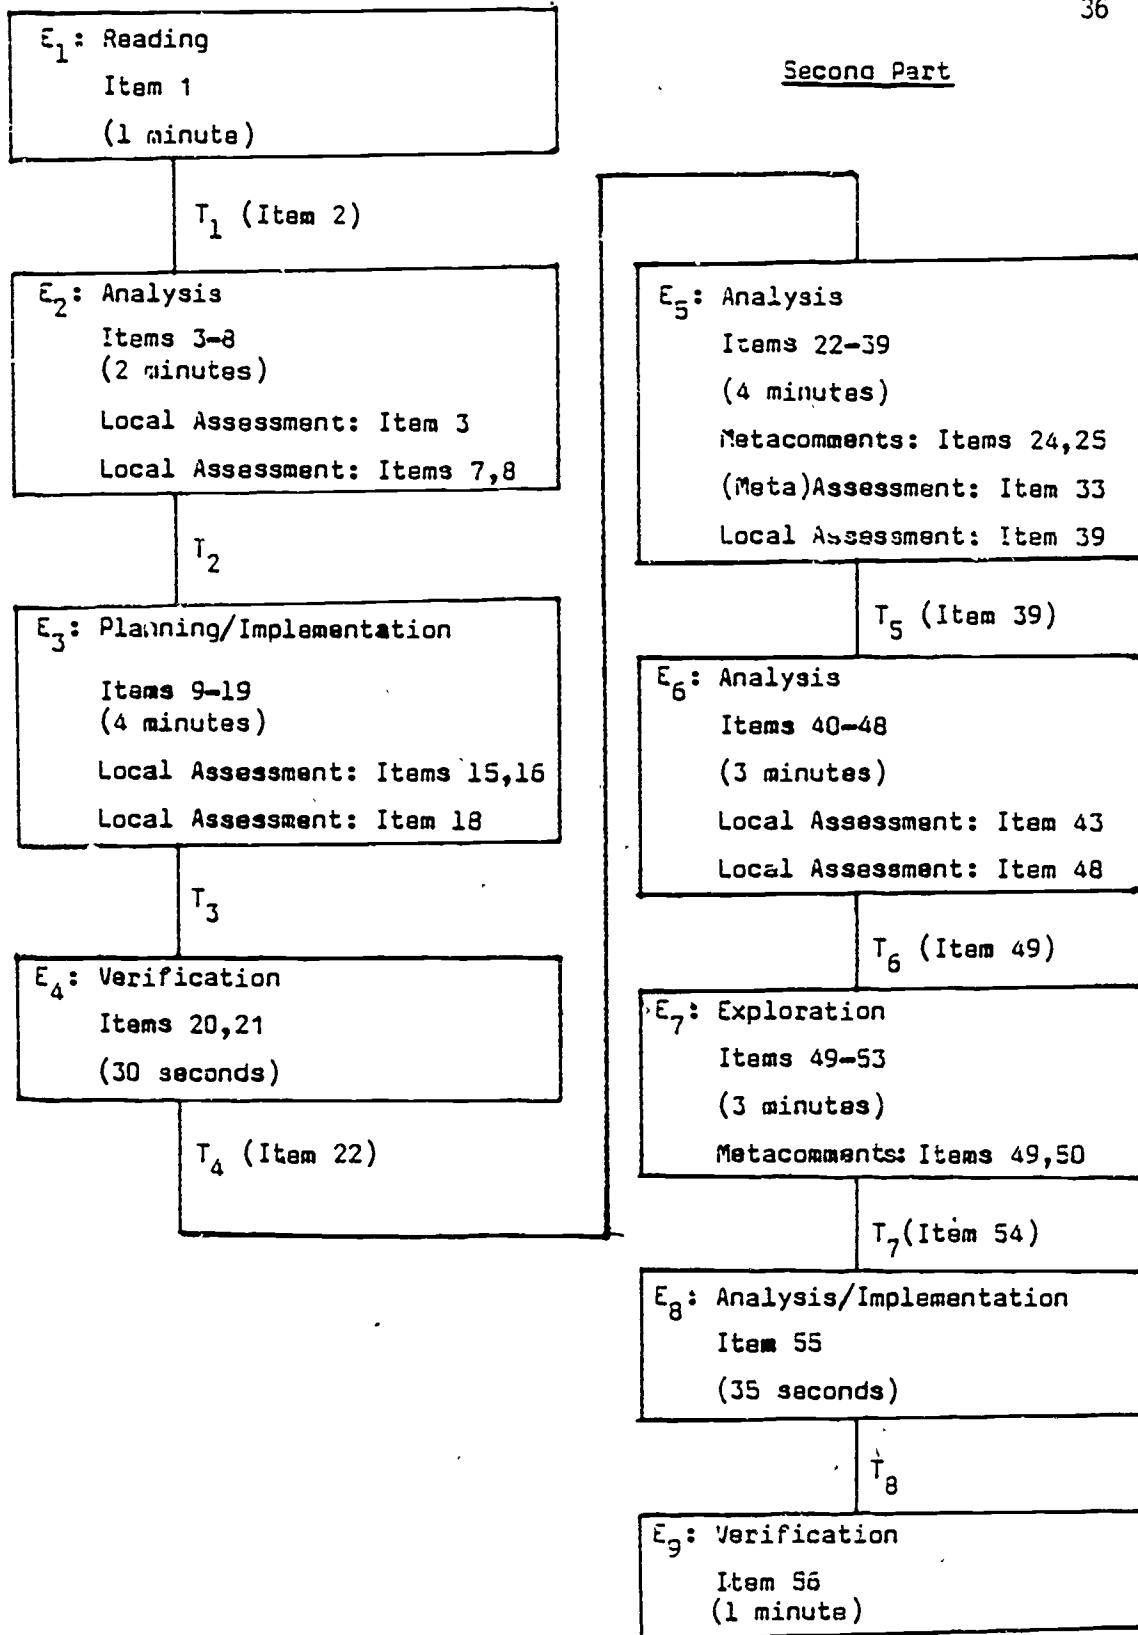 36
E1: Reading
Item 1
(1 minute)
T1 (Item 2)
E2: Analysis
Items 3-8
(2 minutes)
Local Assessment: Item 3
Local Assessment: Items 7,8
T2
E3: Planning/Implementation
Items 9-19
(4 minutes)
Local Assessment: Items 15,16
Local Assessment: Item 18
T3
E4: Verification
Items 20,21
(30 seconds)
T4 (Item 22)
Second Part
E5: Analysis
Items 22-39
(4 minutes)
Metacomments: Items 24,25
(Meta)Assessment: Item 33
Local Assessment: Item 39
T5 (Item 39)
E6: Analysis
Items 40-48
(3 minutes)
Local Assessment: Item 43
Local Assessment: Item 48
T6 (Item 49)
E7: Exploration
Items 49-53
(3 minutes)
Metacomments: Items 49,50
T7(Item 54)
E8: Analysis/Implementation
Item 55
(35 seconds)
T8
E9: Verification
Item 56
(1 minute)